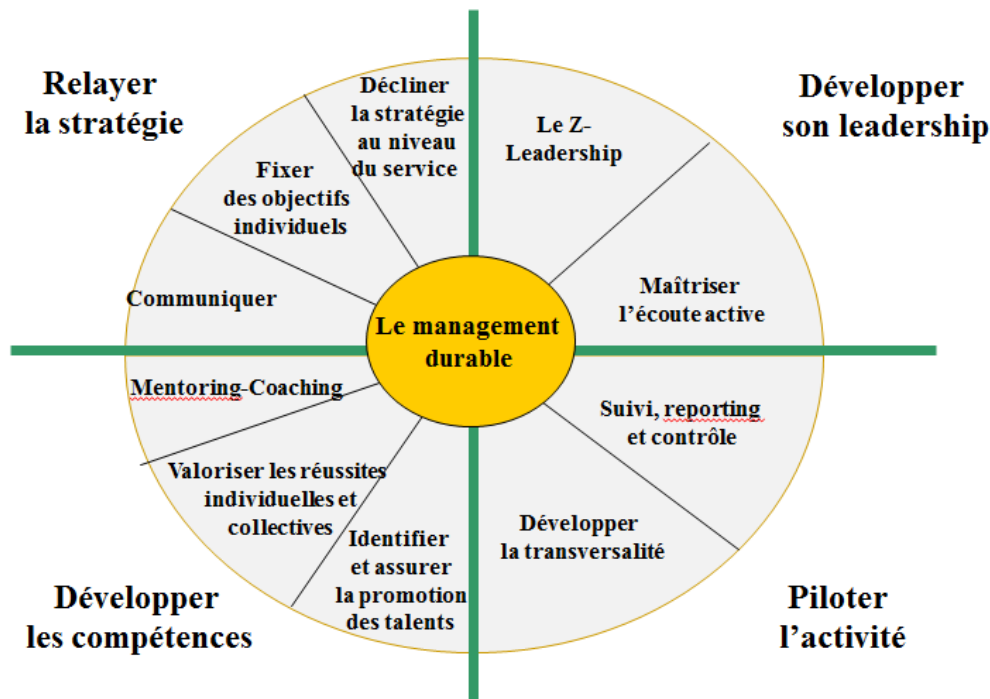 Relayer
la stratégie
Décliner
la stratégie
au niveau
du service
Fixer
des objectifs
individuels
Communiquer
Développer
son leadership
Le Z-
Leadership
Maîtriser
l’écoute active
Le management
durable
Mentoring-Coaching
Valoriser les réussites
individuelles et
collectives
Identifier
et assurer
la promotion
des talents
Développer
les compétences
Suivi, reporting
et contrôle
Développer
la transversalité
Piloter
l’activité